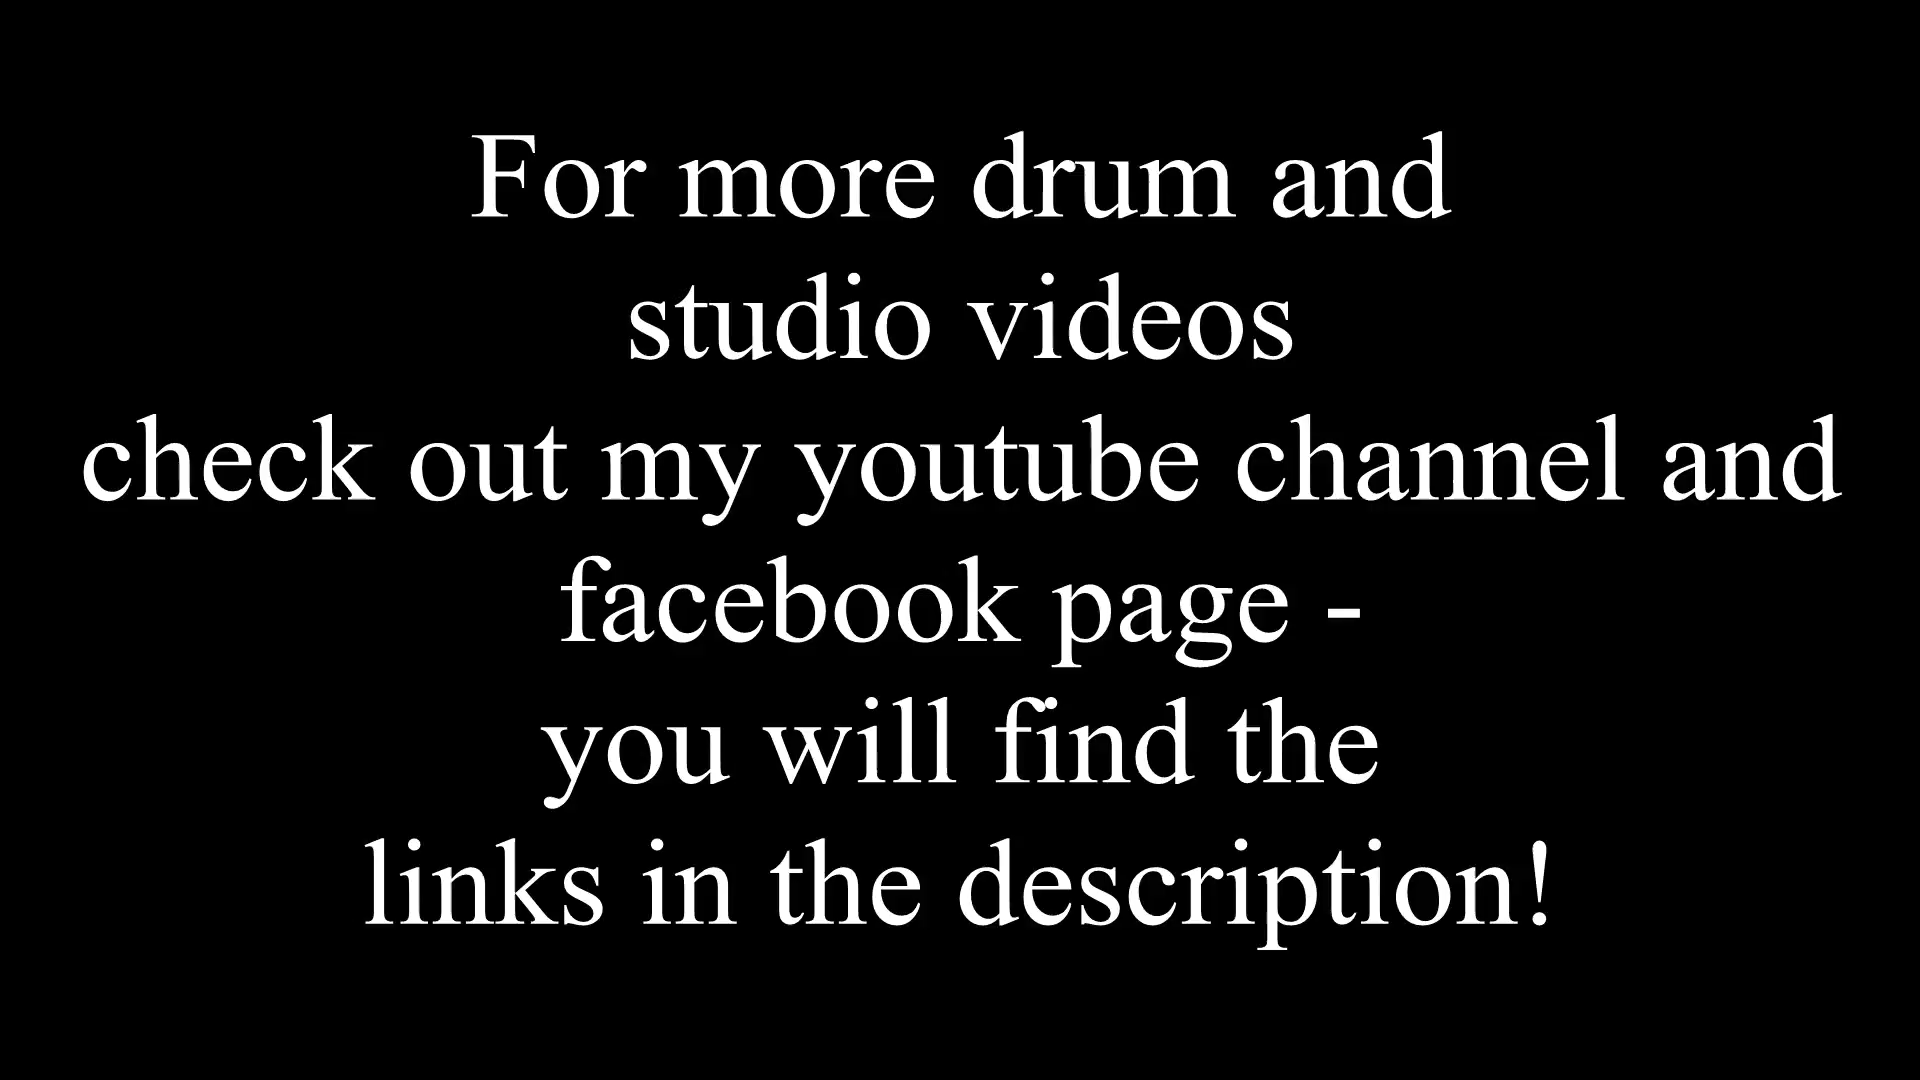 For more drum and
studio videos
check out my youtube channel and
facebook page -
you will find the
links in the description!